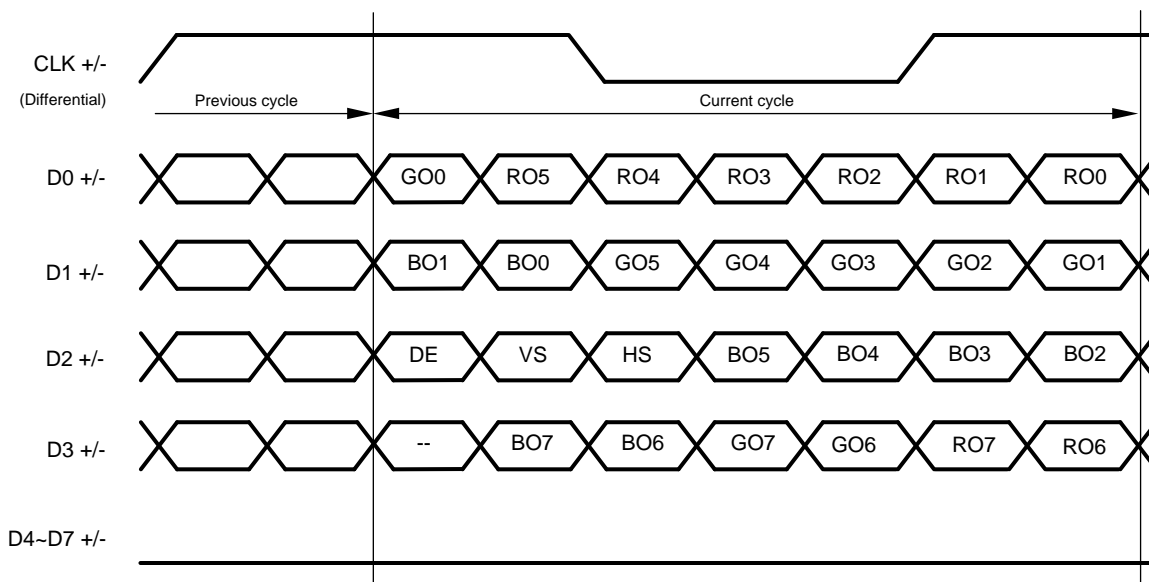 CLK +/-
(Differential)
Previous cycle
Current cycle
D0 +/-
GO0 RO5 RO4 RO3 RO2 RO1 RO0
D1 +/-
BO1 BO0 GO5 GO4 GO3 GO2 GO1
D2 +/-
DE VS HS BO5 BO4 BO3 BO2
D3 +/-
-- BO7 BO6 GO7 GO6 RO7 RO6
D4~D7 +/-